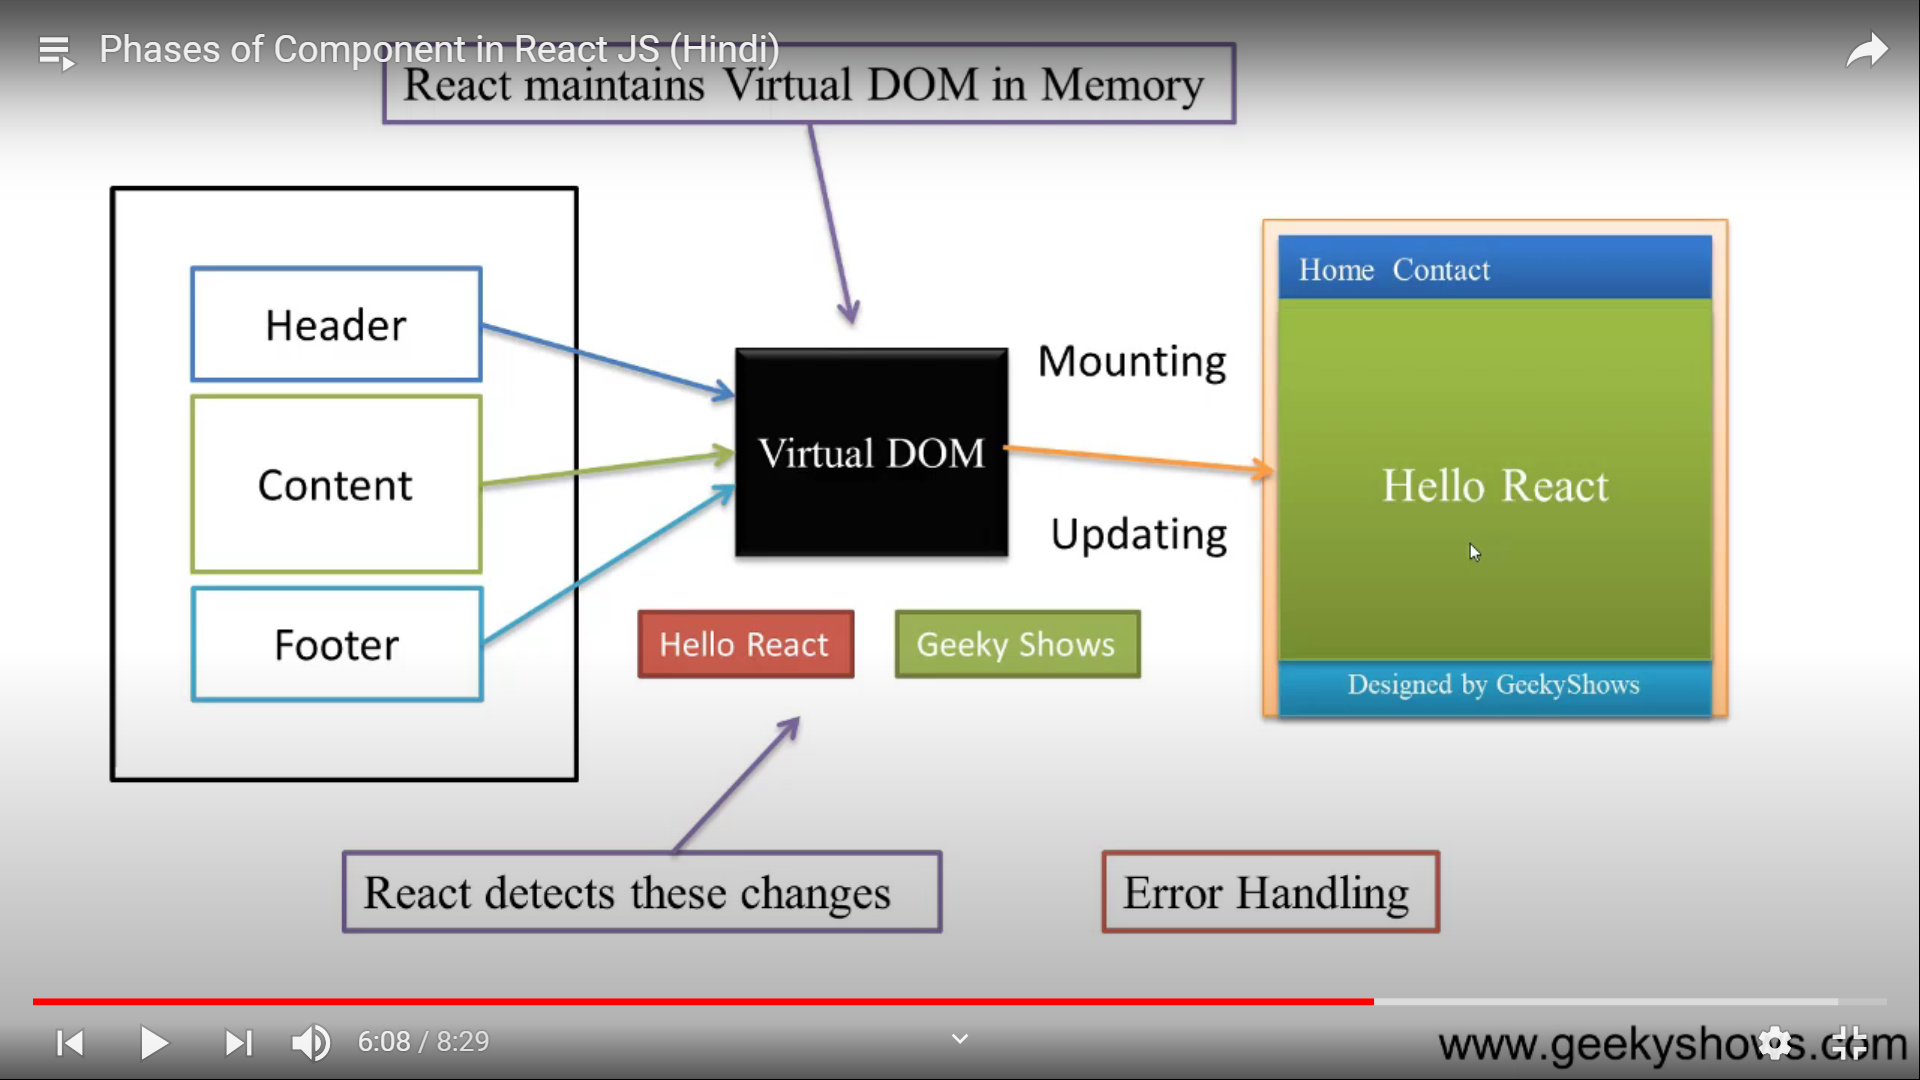 Phases of Component in React JS (Hindi)
React maintains Virtual DOM in Memory
Header
Content
Footer
Virtual DOM
Mounting
Updating
Home Contact
Hello React
Designed by GeekyShows
Hello React
Geeky Shows
React detects these changes
Error Handling
6:08 / 8:29
www.geekyshows.com